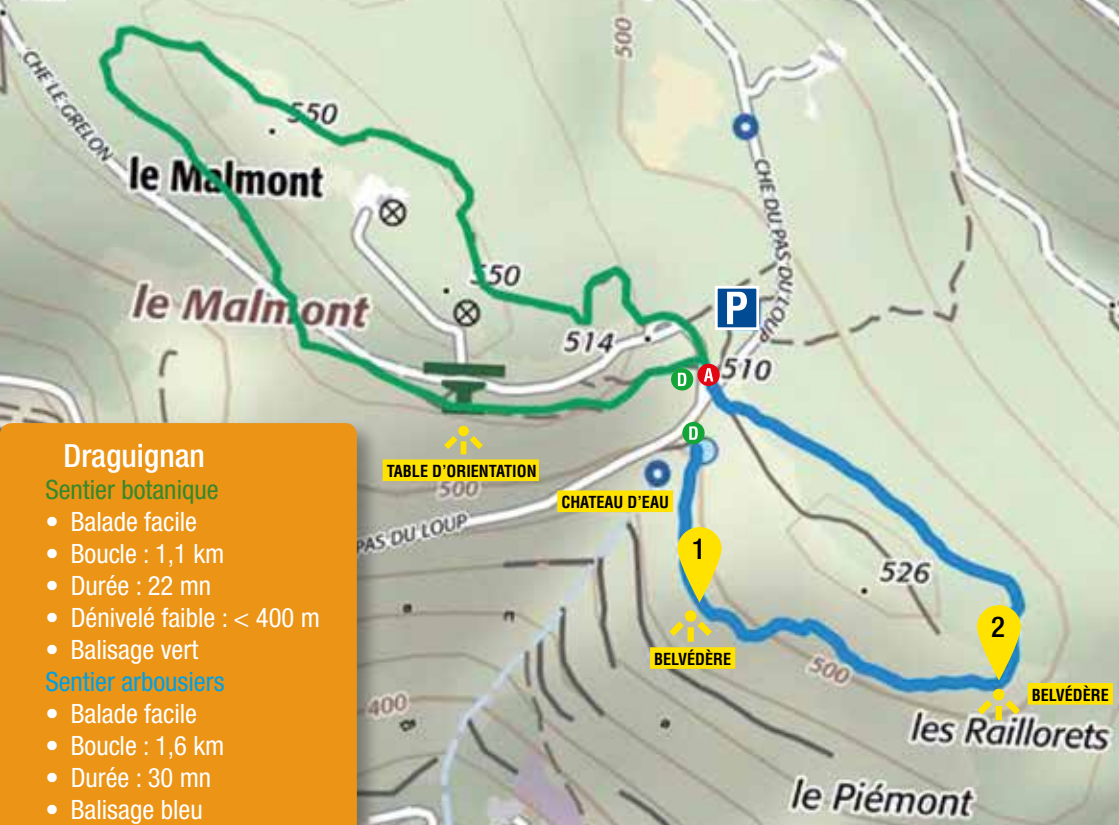 500
CHE LE GRELON
550
le Malmont
CHE DU PAS DU LOUP
550
le Malmont
P
514
D
A
510
D
TABLE D'ORIENTATION
500
CHATEAU D'EAU
PAS DU LOUP
1
526
2
BELVÉDÈRE
500
BELVÉDÈRE
400
les Raillorets
le Piémont
Draguignan
Sentier botanique
• Balade facile
• Boucle : 1,1 km
• Durée : 22 mn
• Dénivelé faible : < 400 m
• Balisage vert
Sentier arbousiers
• Balade facile
• Boucle : 1,6 km
• Durée : 30 mn
• Balisage bleu